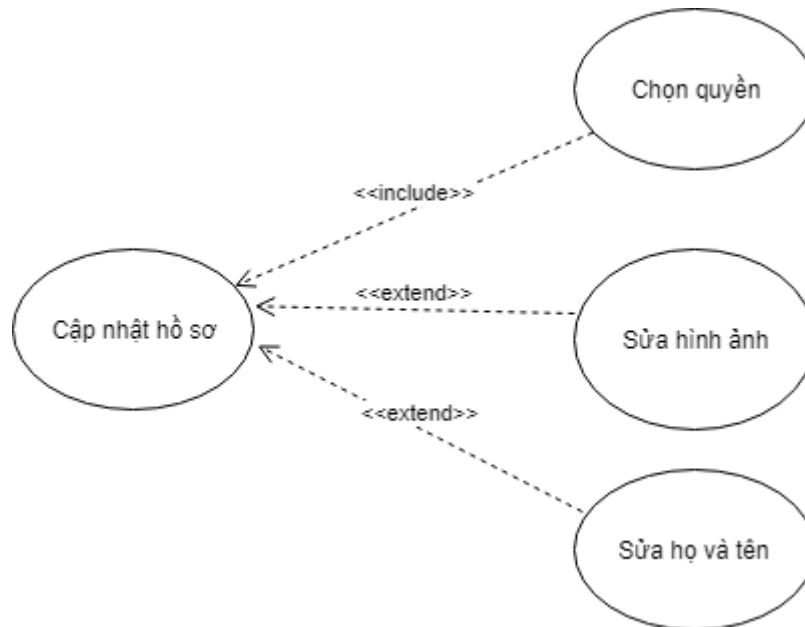 Chọn quyền
<<include>>
<<extend>>
Cập nhật hồ sơ
Sửa hình ảnh
<<extend>>
Sửa họ và tên